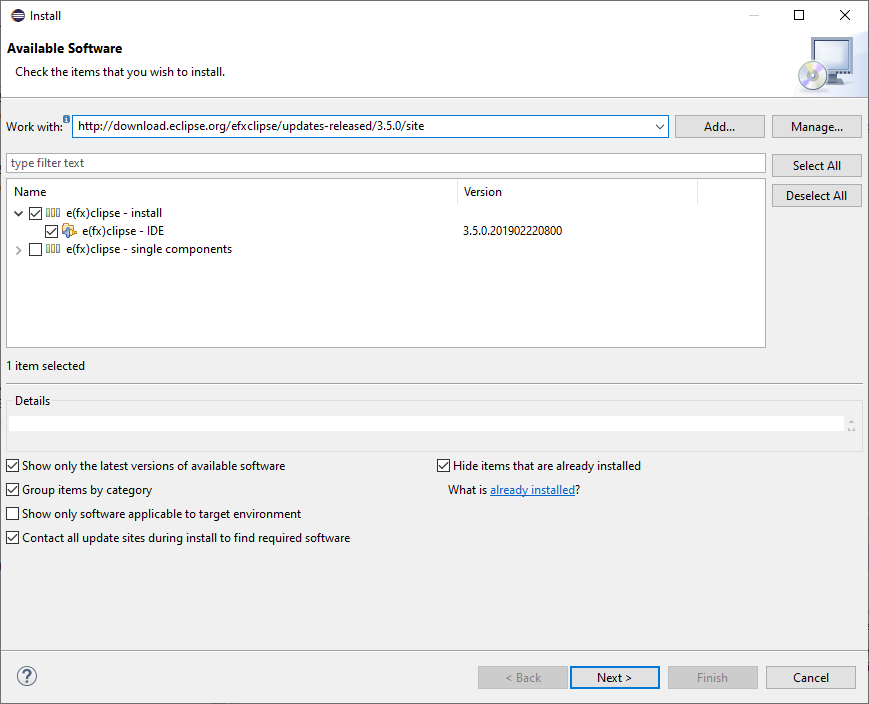 Install
Available Software
Check the items that you wish to install.
Work with: http://download.eclipse.org/efxclipse/updates-released/3.5.0/site Add... Manage...
type filter text Select All
Name Version Deselect All
e(fx)clipse - install
e(fx)clipse - IDE 3.5.0.201902220800
e(fx)clipse - single components
1 item selected
Details
Show only the latest versions of available software Hide items that are already installed
Group items by category What is already installed?
Show only software applicable to target environment
Contact all update sites during install to find required software
? < Back Next > Finish Cancel